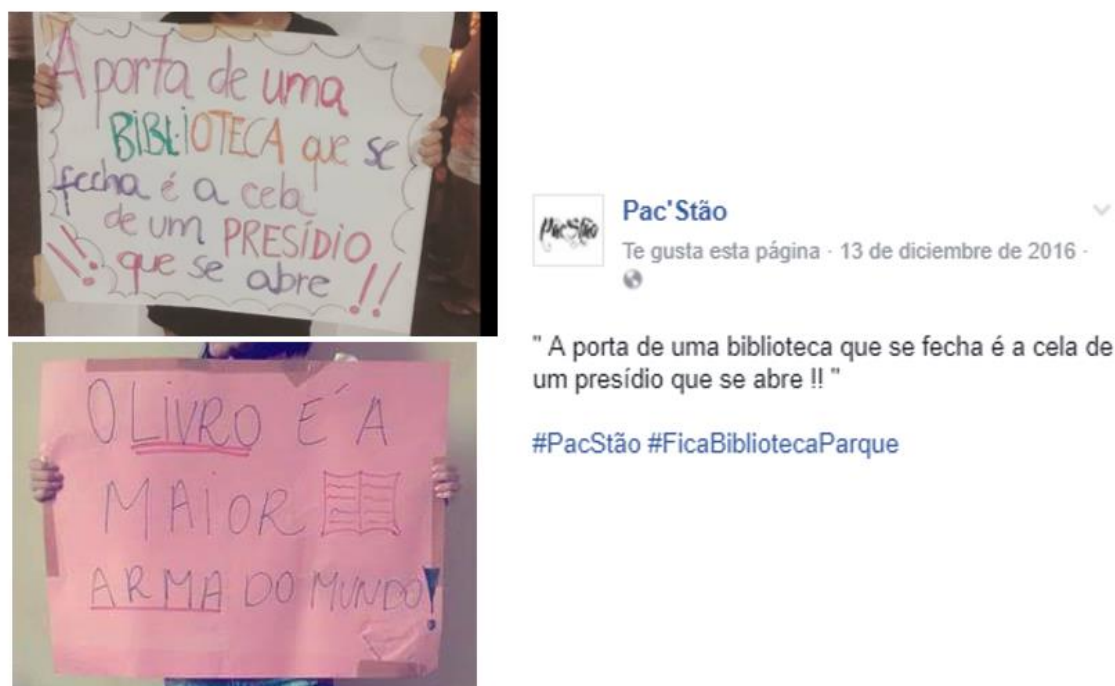 A porta de uma
BIBLIOTECA que se
fecha é a cela
de um PRESÍDIO
!! que se abre !!
O LIVRO É A
MAIOR
ARMA DO MUNDO!
Pac'Stão
Pac'Stão
Te gusta esta página · 13 de diciembre de 2016 ·
" A porta de uma biblioteca que se fecha é a cela de
um presídio que se abre !! "
#PacStão #FicaBibliotecaParque